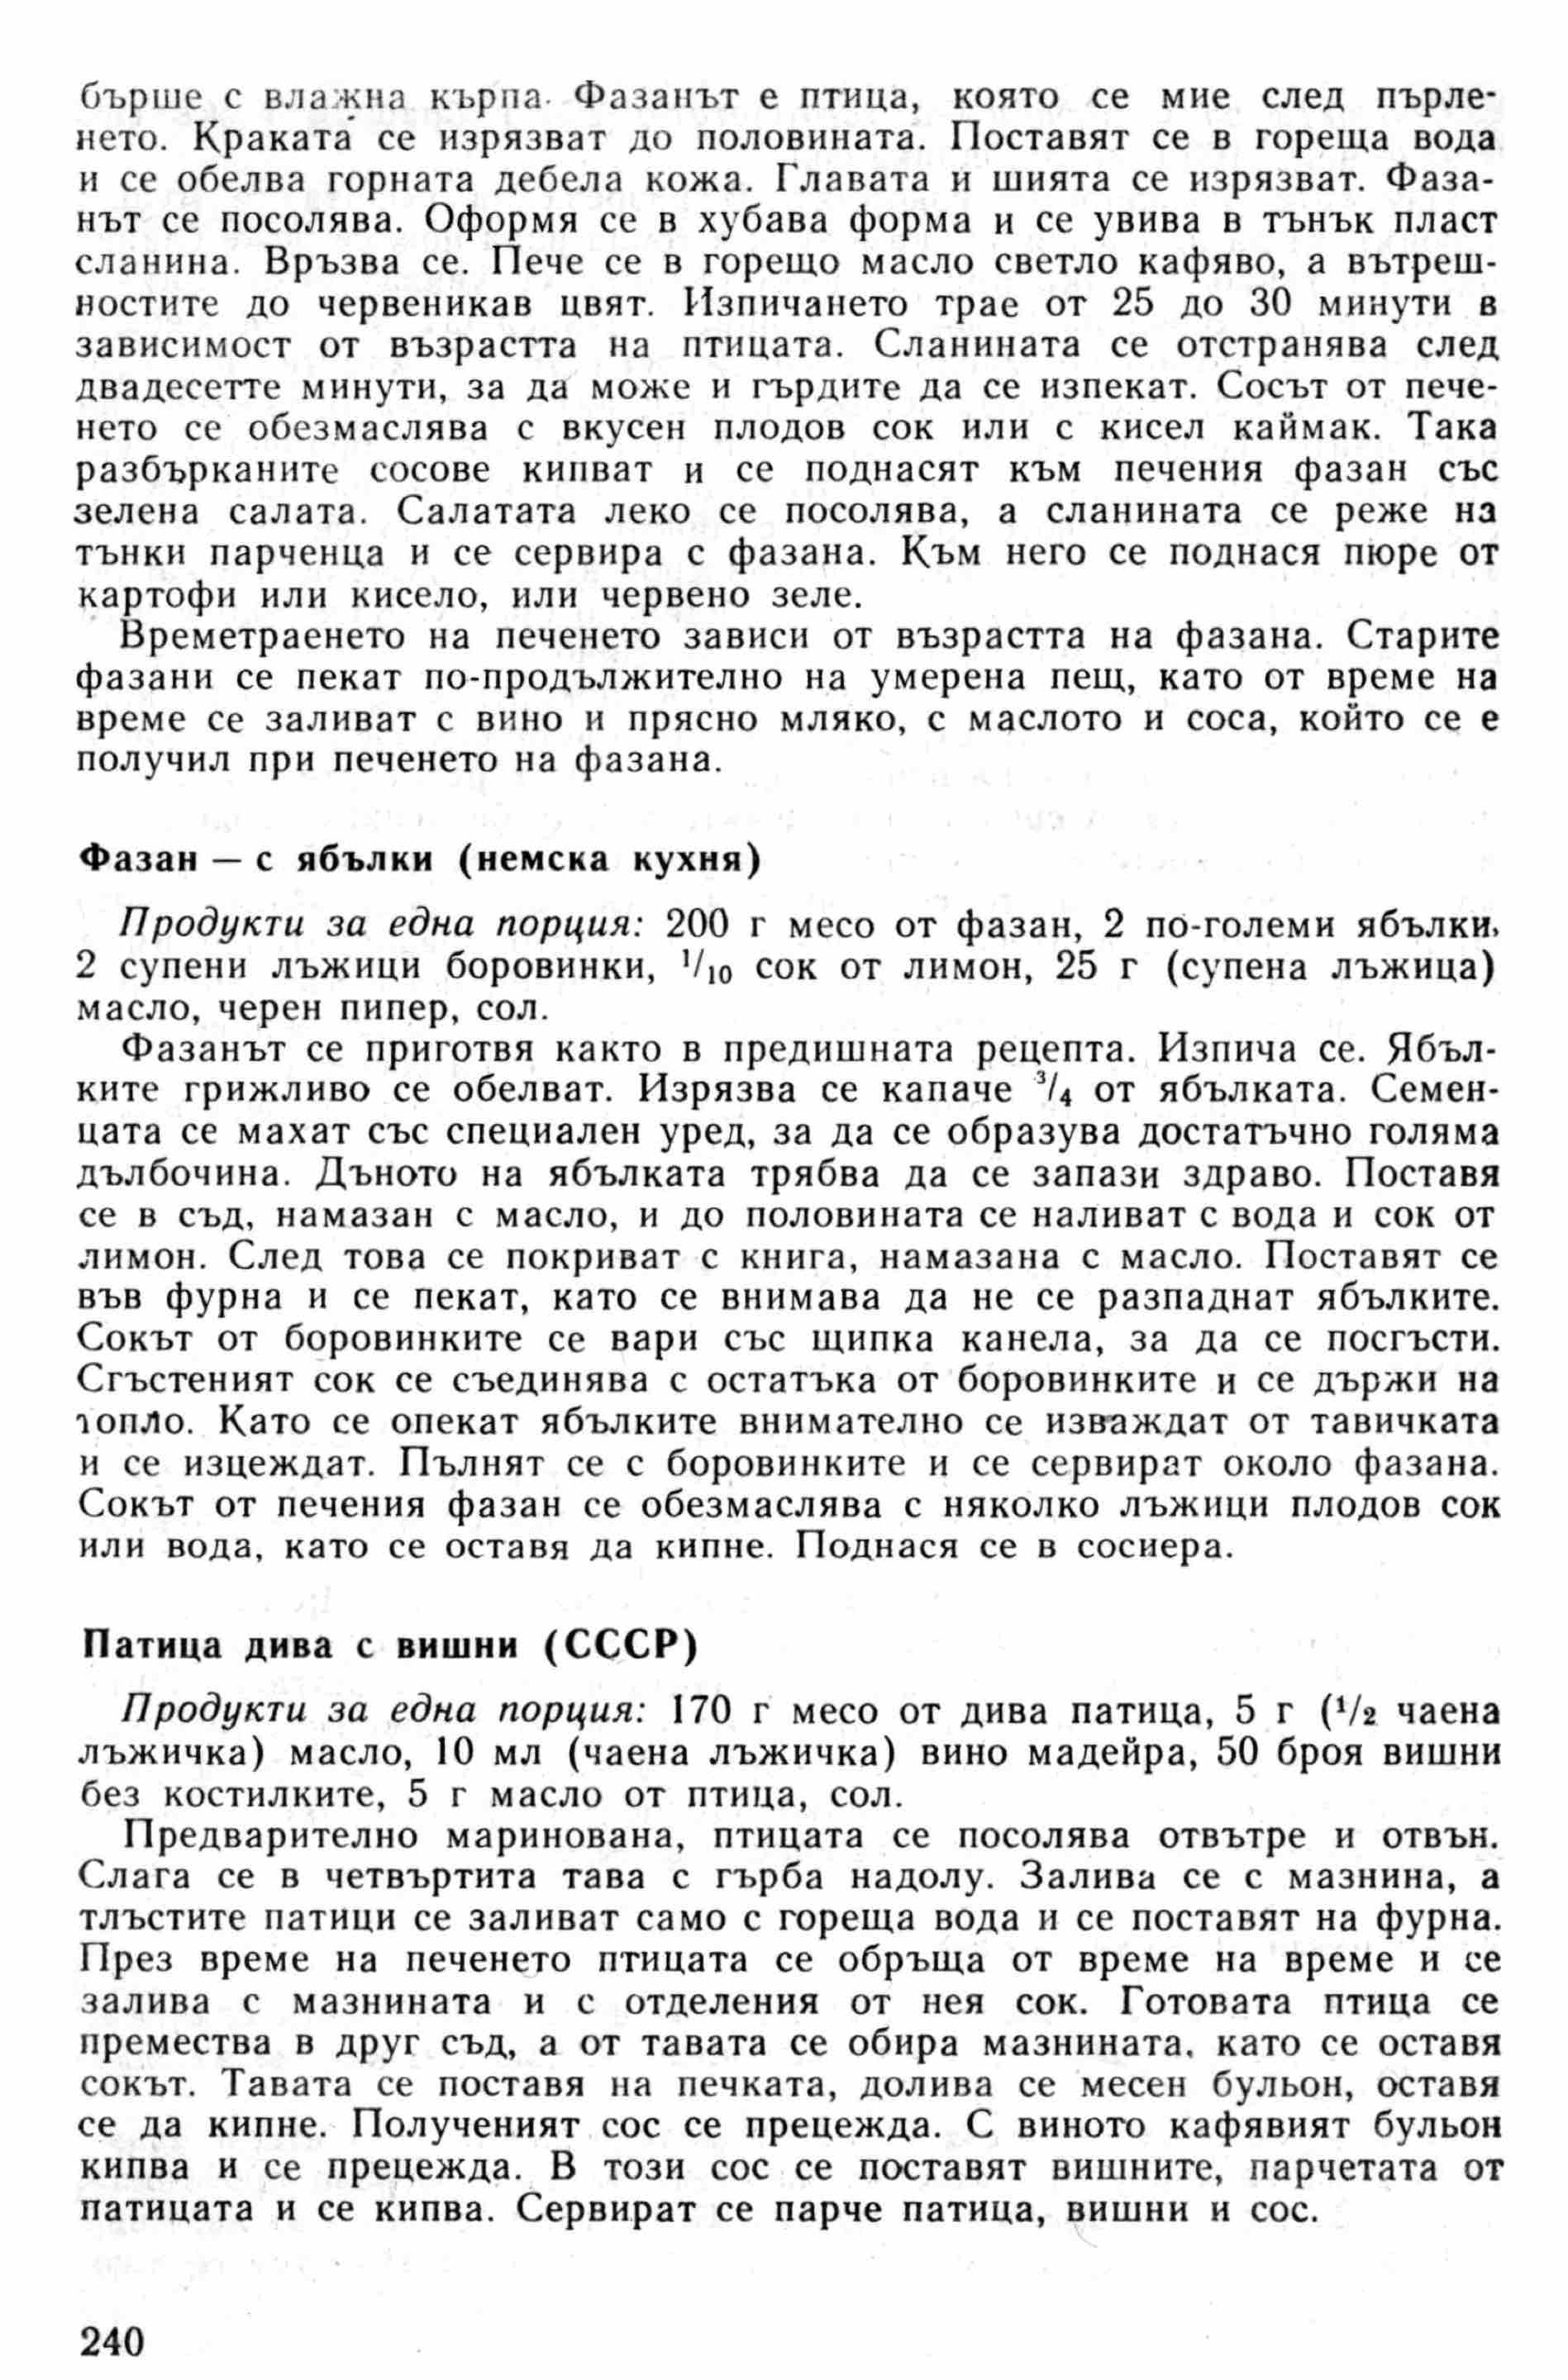 бърше с влажна кърпа. Фазанът е птица, която се мие след пърле-
нето. Краката се изрязват до половината. Поставят се в гореща вода
и се обелва горната дебела кожа. Главата и шията се изрязват. Фаза-
нът се посолява. Оформя се в хубава форма и се увива в тънък пласт
сланина. Връзва се. Пече се в горещо масло светло кафяво, а вътреш-
ностите до червеникав цвят. Изпичането трае от 25 до 30 минути в
зависимост от възрастта на птицата. Сланината се отстранява след
двадесетте минути, за да може и гърдите да се изпекат. Сосът от пече-
нето се обезмаслява с вкусен плодов сок или с кисел каймак. Така
разбърканите сосове кипват и се поднасят към печения фазан със
зелена салата. Салатата леко се посолява, а сланината се реже на
тънки парченца и се сервира с фазана. Към него се поднася пюре от
картофи или кисело, или червено зеле.
Времетраенето на печенето зависи от възрастта на фазана. Старите
фазани се пекат по-продължително на умерена пещ, като от време на
време се заливат с вино и прясно мляко, с маслото и соса, който се е
получил при печенето на фазана.
Фазан — с ябълки (немска кухня)
Продукти за една порция: 200 г месо от фазан, 2 по-големи ябълки,
2 супени лъжици боровинки, 1/10 сок от лимон, 25 г (супена лъжица)
масло, черен пипер, сол.
Фазанът се приготвя както в предишната рецепта. Изпича се. Ябъл-
ките грижливо се обелват. Изрязва се капаче 3/4 от ябълката. Семен-
цата се махат със специален уред, за да се образува достатъчно голяма
дълбочина. Дъното на ябълката трябва да се запази здраво. Поставя
се в съд, намазан с масло, и до половината се наливат с вода и сок от
лимон. След това се покриват с книга, намазана с масло. Поставят се
във фурна и се пекат, като се внимава да не се разпаднат ябълките.
Сокът от боровинките се вари със щипка канела, за да се посгъсти.
Сгъстеният сок се съединява с остатъка от боровинките и се държи на
топло. Като се опекат ябълките внимателно се изваждат от тавичката
и се изцеждат. Пълнят се с боровинките и се сервират около фазана.
Сокът от печения фазан се обезмаслява с няколко лъжици плодов сок
или вода, като се оставя да кипне. Поднася се в сосиера.
Патица дива с вишни (СССР)
Продукти за една порция: 170 г месо от дива патица, 5 г (1/2 чаена
лъжичка) масло, 10 мл (чаена лъжичка) вино мадейра, 50 броя вишни
без костилките, 5 г масло от птица, сол.
Предварително маринована, птицата се посолява отвътре и отвън.
Слага се в четвъртита тава с гърба надолу. Залива се с мазнина, а
тлъстите патици се заливат само с гореща вода и се поставят на фурна.
През време на печенето птицата се обръща от време на време и се
залива с мазнината и с отделения от нея сок. Готовата птица се
премества в друг съд, а от тавата се обира мазнината, като се оставя
сокът. Тавата се поставя на печката, долива се месен бульон, оставя
се да кипне. Полученият сос се прецежда. С виното кафявият бульон
кипва и се прецежда. В този сос се поставят вишните, парчетата от
патицата и се кипва. Сервират се парче патица, вишни и сос.
240